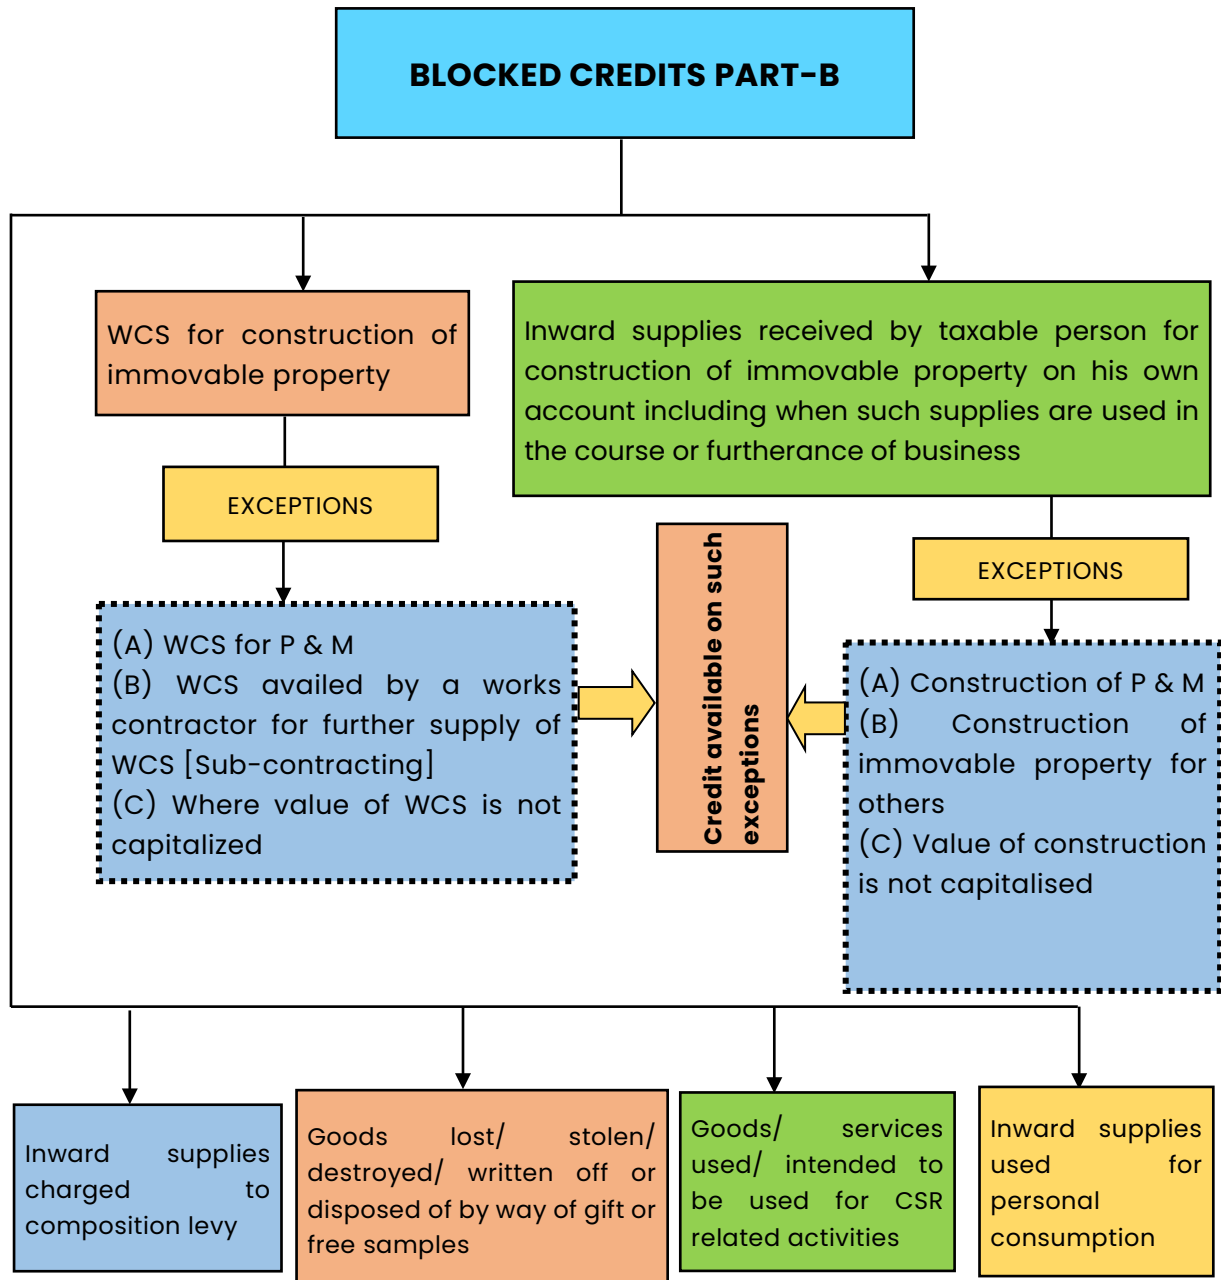 BLOCKED CREDITS PART-B
WCS for construction of
immovable property
Inward supplies received by taxable person for
construction of immovable property on his own
account including when such supplies are used in
the course or furtherance of business
EXCEPTIONS
EXCEPTIONS
(A) WCS for P & M
(B) WCS availed by a works
contractor for further supply of
WCS [Sub-contracting]
(C) Where value of WCS is not
capitalized
Credit available on such
exceptions
(A) Construction of P & M
(B) Construction of
immovable property for
others
(C) Value of construction
is not capitalised
Inward supplies
charged to
composition levy
Goods lost/ stolen/
destroyed/ written off or
disposed of by way of gift or
free samples
Goods/ services
used/ intended to
be used for CSR
related activities
Inward supplies
used for
personal
consumption